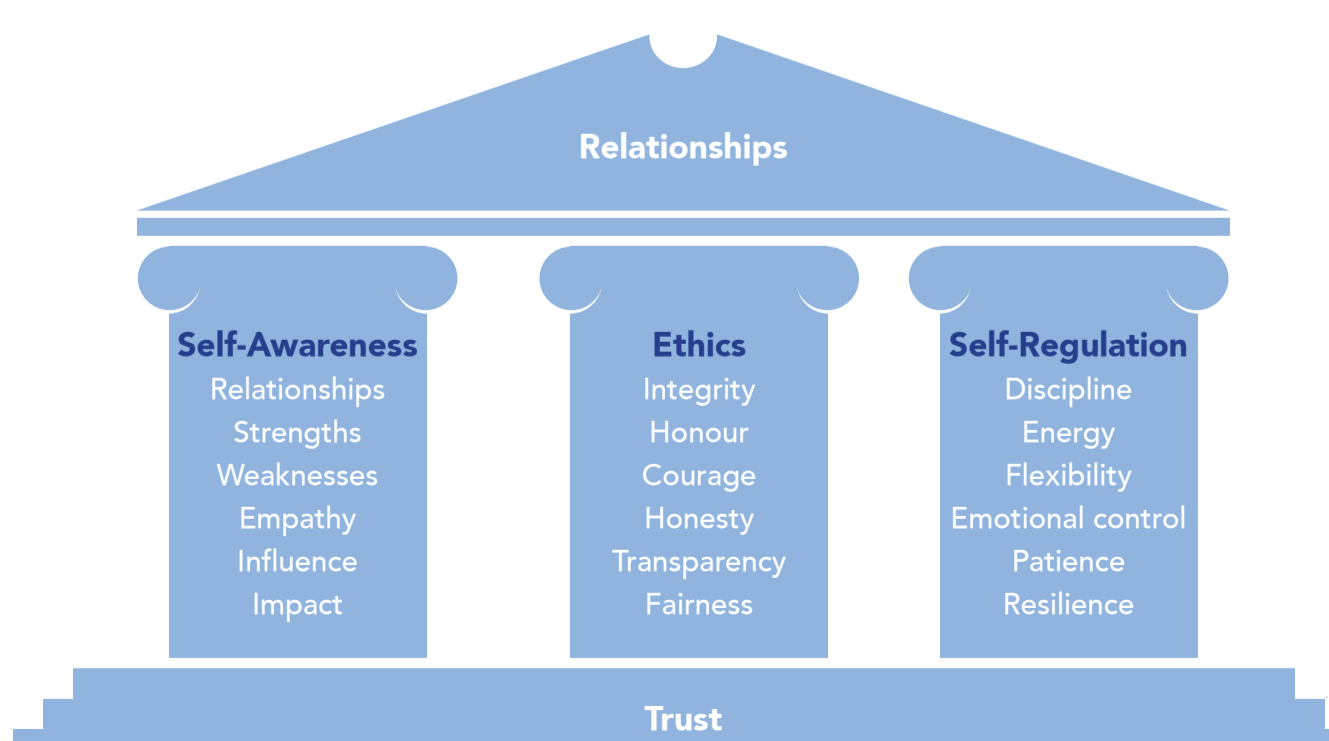 Relationships
Self-Awareness
Relationships
Strengths
Weaknesses
Empathy
Influence
Impact
Ethics
Integrity
Honour
Courage
Honesty
Transparency
Fairness
Self-Regulation
Discipline
Energy
Flexibility
Emotional control
Patience
Resilience
Trust